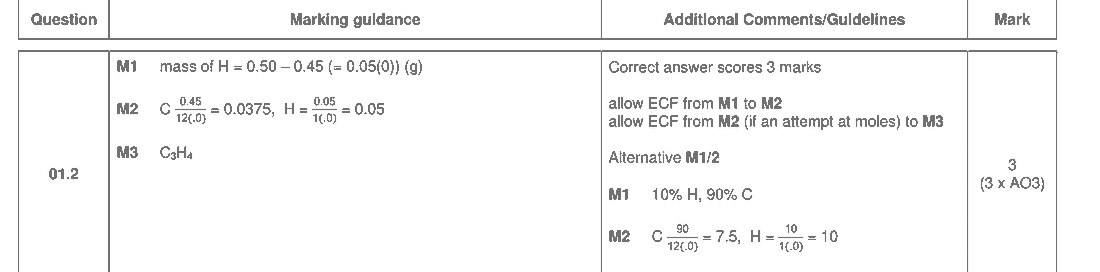 Question Marking guidance Additional Comments/Guidelines Mark
01.2
M1 mass of H = 0.50 – 0.45 (= 0.05(0)) (g)
M2 C 0.45/12(.0) = 0.0375, H = 0.05/1(.0) = 0.05
M3 C₃H₄
Correct answer scores 3 marks
allow ECF from M1 to M2
allow ECF from M2 (if an attempt at moles) to M3
Alternative M1/2
M1 10% H, 90% C
M2 C 90/12(.0) = 7.5, H = 10/1(.0) = 10
3
(3 x AO3)